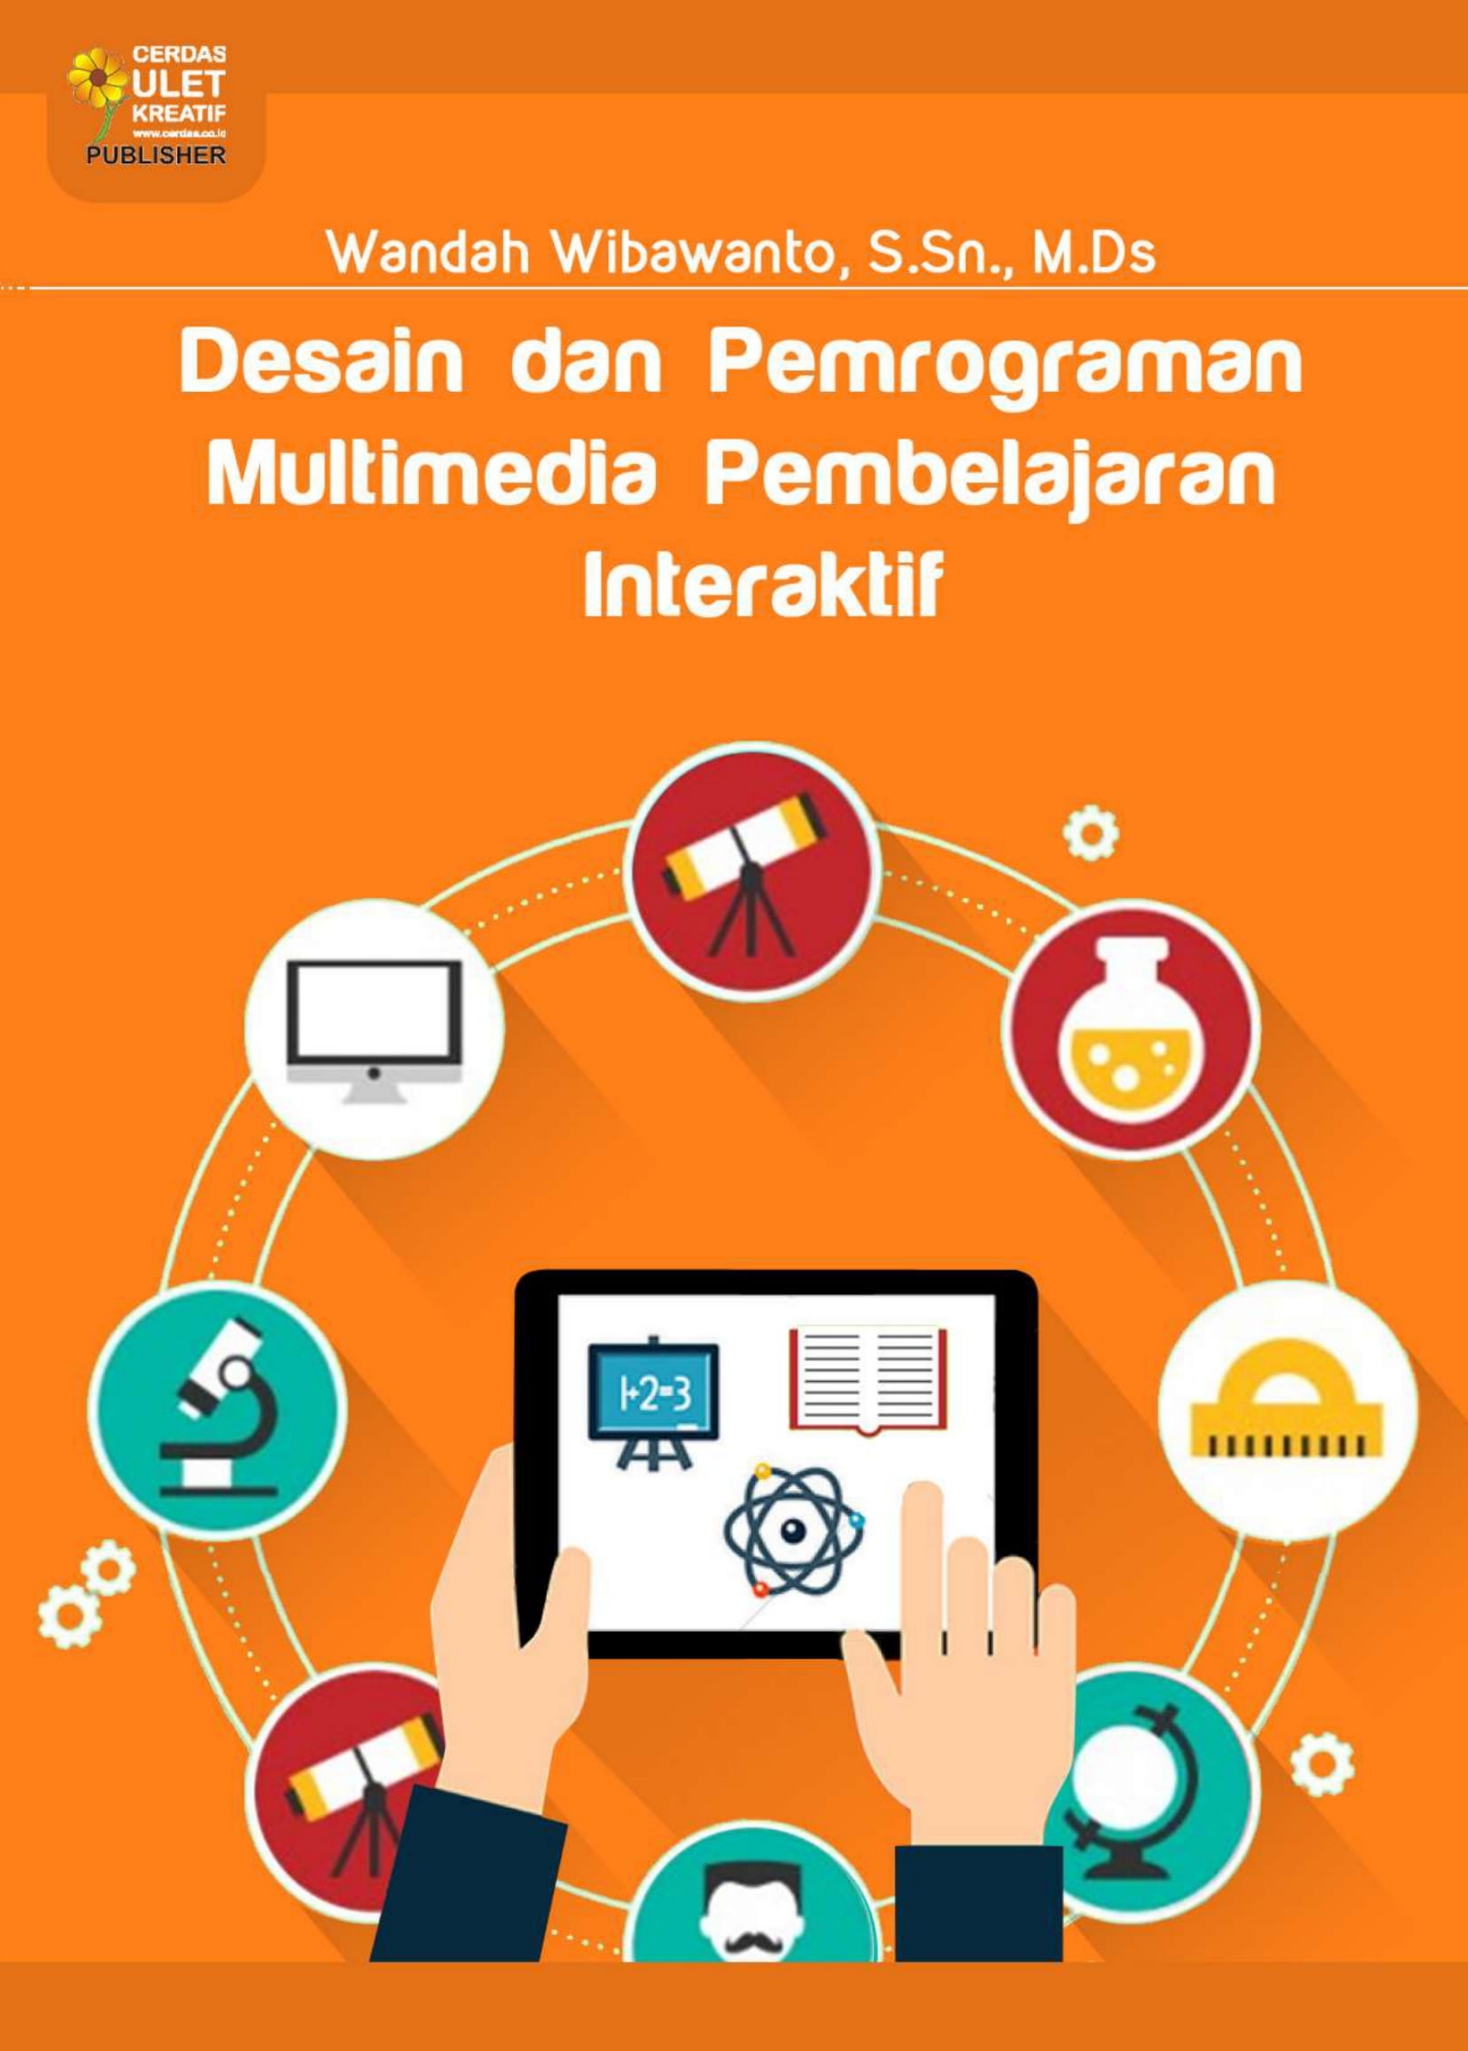 CERDAS
ULET
KREATIF
www.cerdas.co.id
PUBLISHER
Wandah Wibawanto, S.Sn., M.Ds
Desain dan Pemrograman
Multimedia Pembelajaran
Interaktif
1+2=3